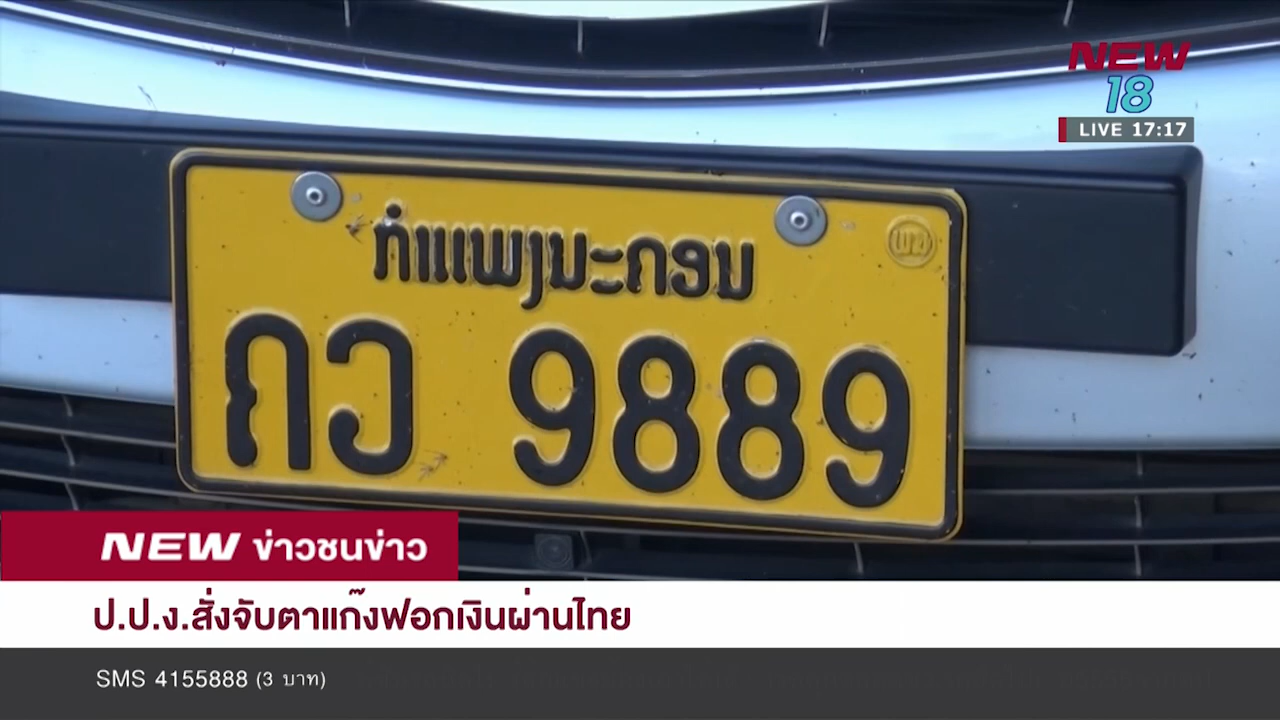 NEW
18
LIVE 17:17
ກຳແພງນະຄອນ
ກວ 9889
NEW ข่าวชนข่าว
ป.ป.ง.สั่งจับตาแก๊งฟอกเงินผ่านไทย
SMS 4155888 (3 บาท)